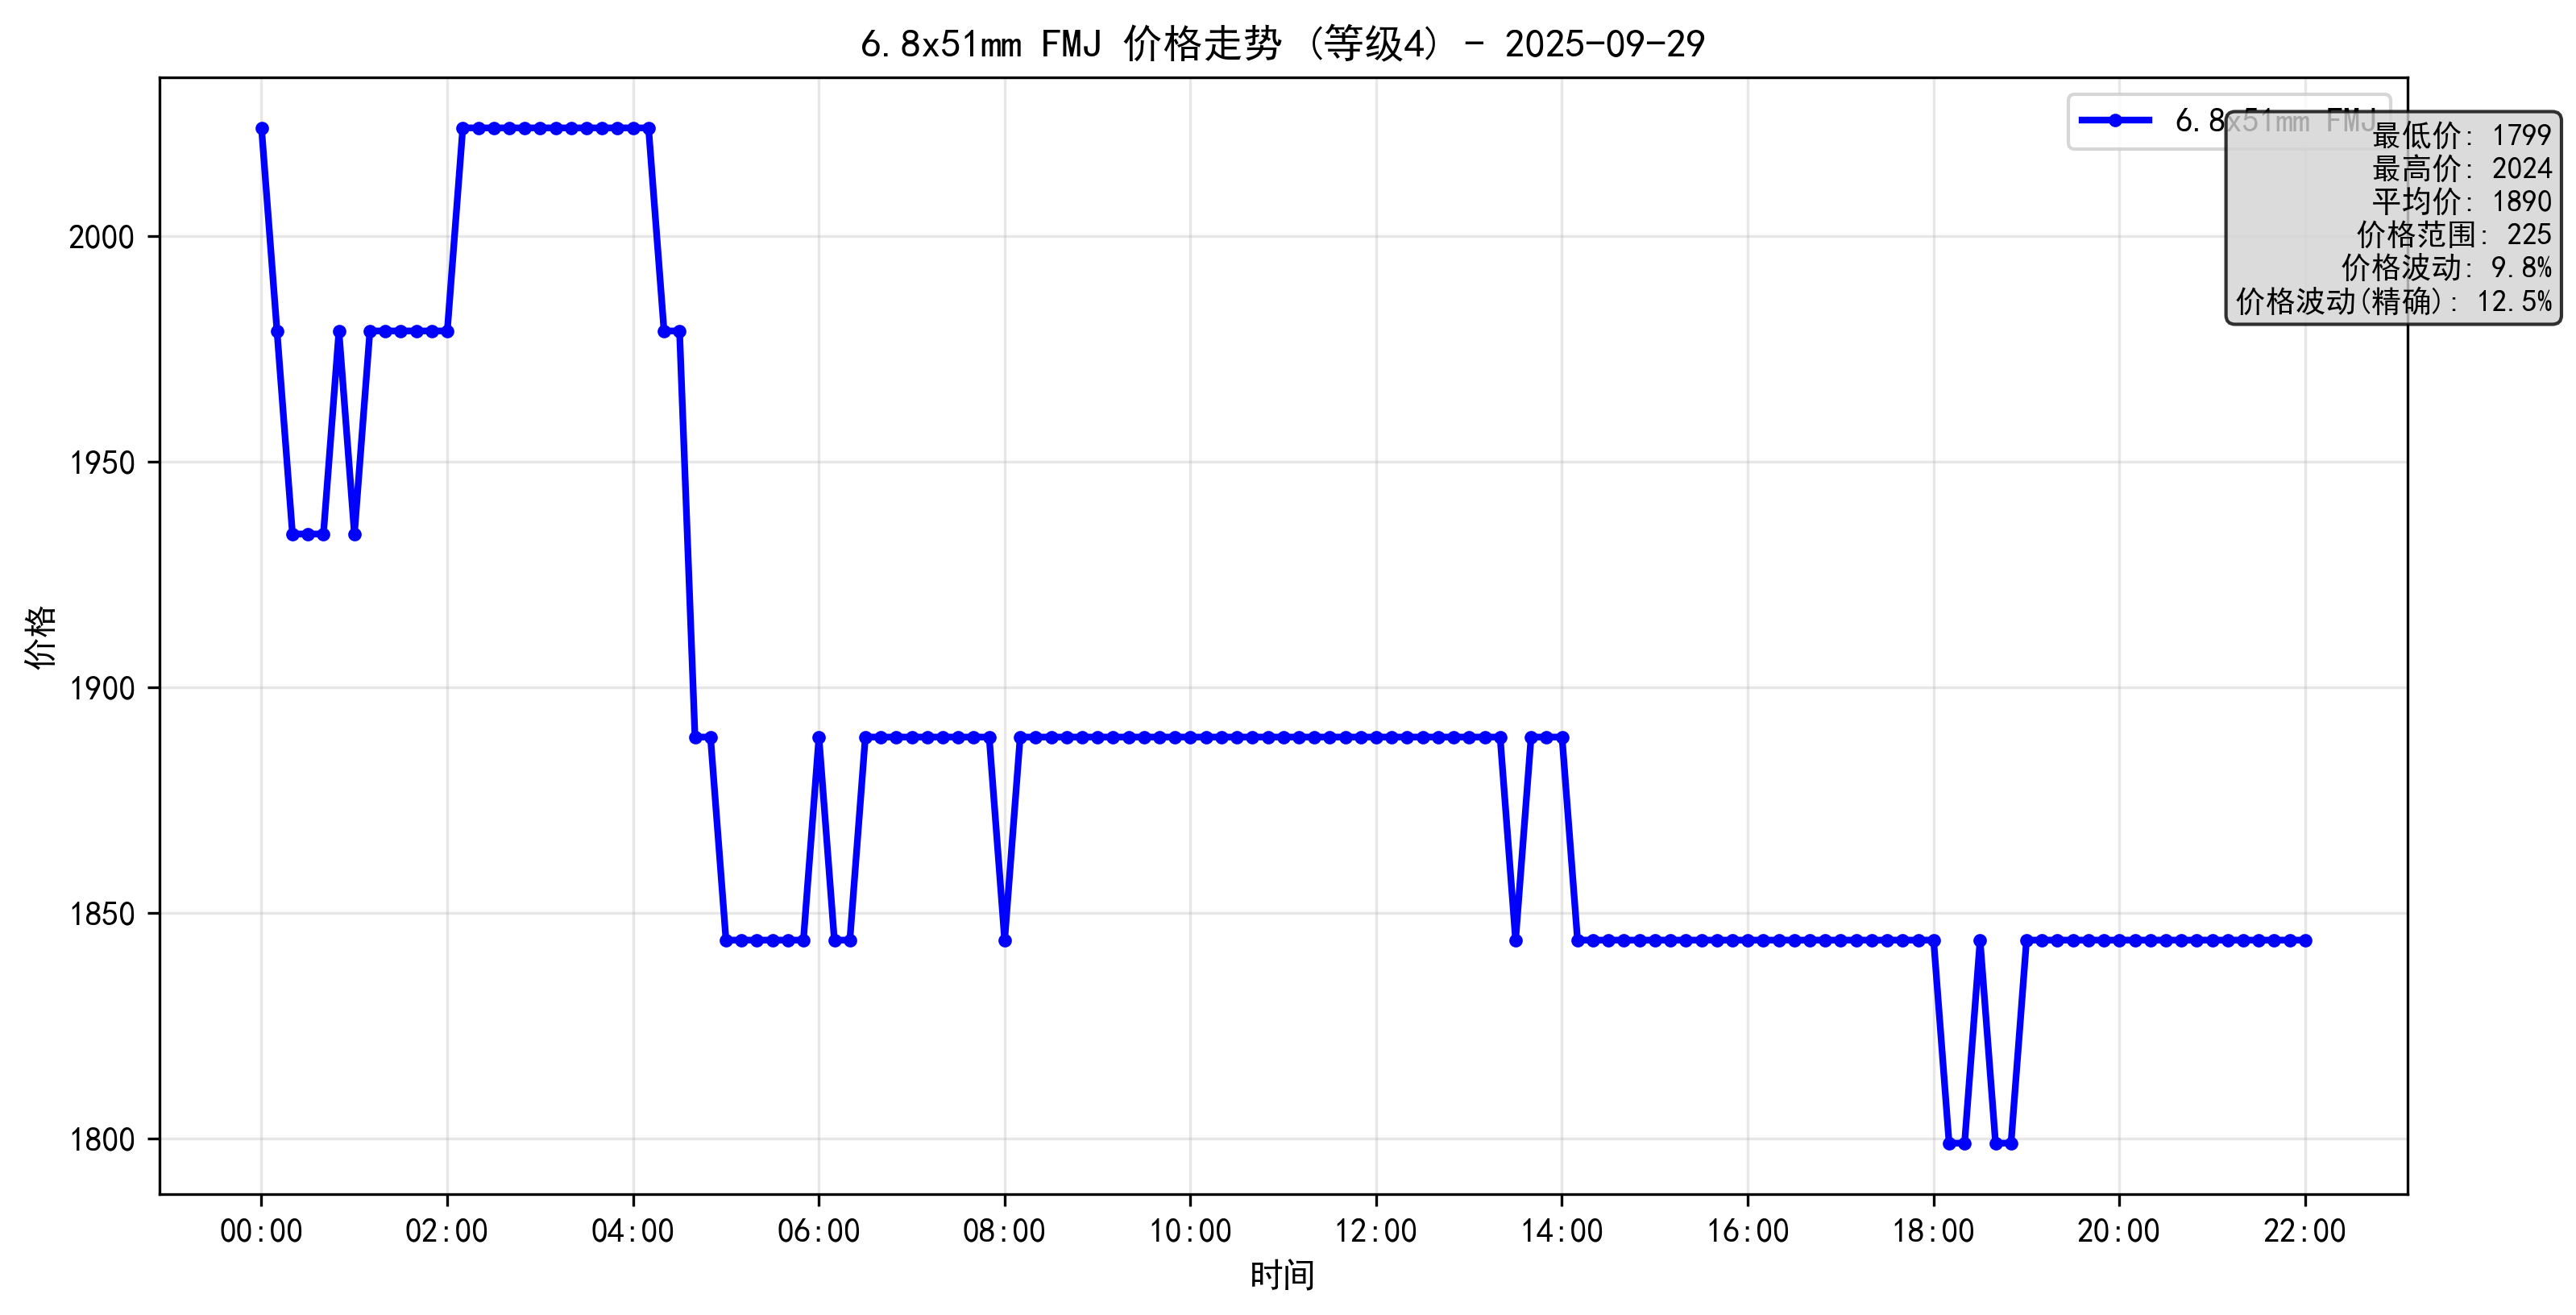 6.8x51mm FMJ 价格走势 (等级4) - 2025-09-29
6.8x51mm FMJ
最低价: 1799
最高价: 2024
平均价: 1890
价格范围: 225
价格波动: 9.8%
价格波动(精确): 12.5%
2000
1950
1900
1850
1800
价格
00:00 02:00 04:00 06:00 08:00 10:00 12:00 14:00 16:00 18:00 20:00 22:00
时间